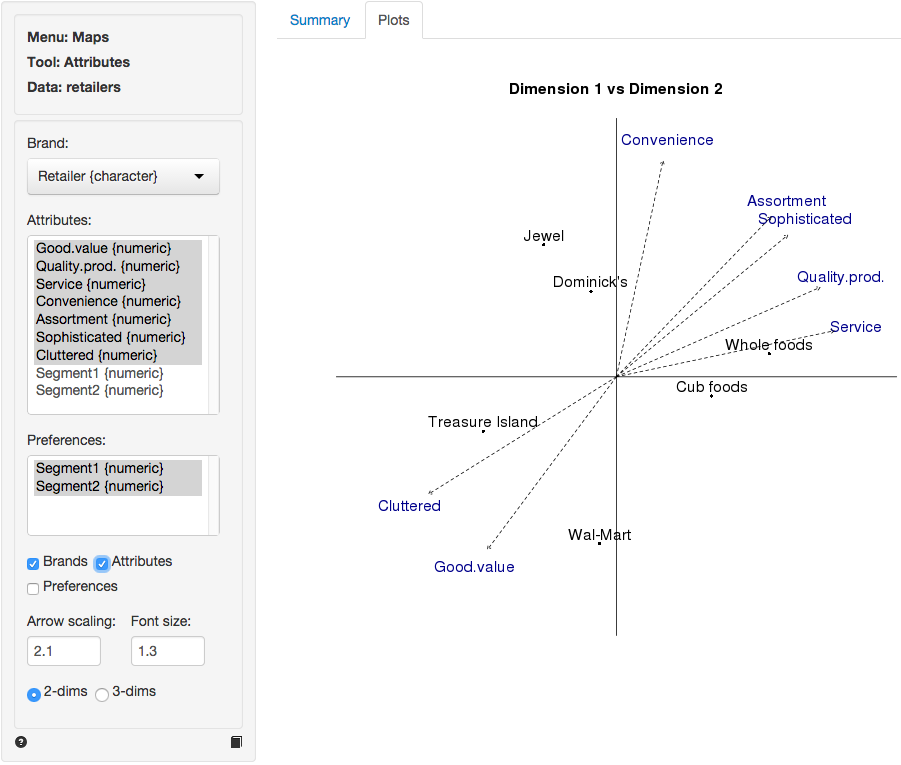 Menu: Maps
Tool: Attributes
Data: retailers
Brand:
Retailer {character}
Attributes:
Good.value {numeric}
Quality.prod. {numeric}
Service {numeric}
Convenience {numeric}
Assortment {numeric}
Sophisticated {numeric}
Cluttered {numeric}
Segment1 {numeric}
Segment2 {numeric}
Preferences:
Segment1 {numeric}
Segment2 {numeric}
Brands Attributes
Preferences
Arrow scaling: Font size:
2.1 1.3
2-dims 3-dims
?
Summary Plots
Dimension 1 vs Dimension 2
Convenience
Assortment
Sophisticated
Jewel
Dominick's
Quality.prod.
Service
Whole foods
Cub foods
Treasure Island
Cluttered
Wal-Mart
Good.value